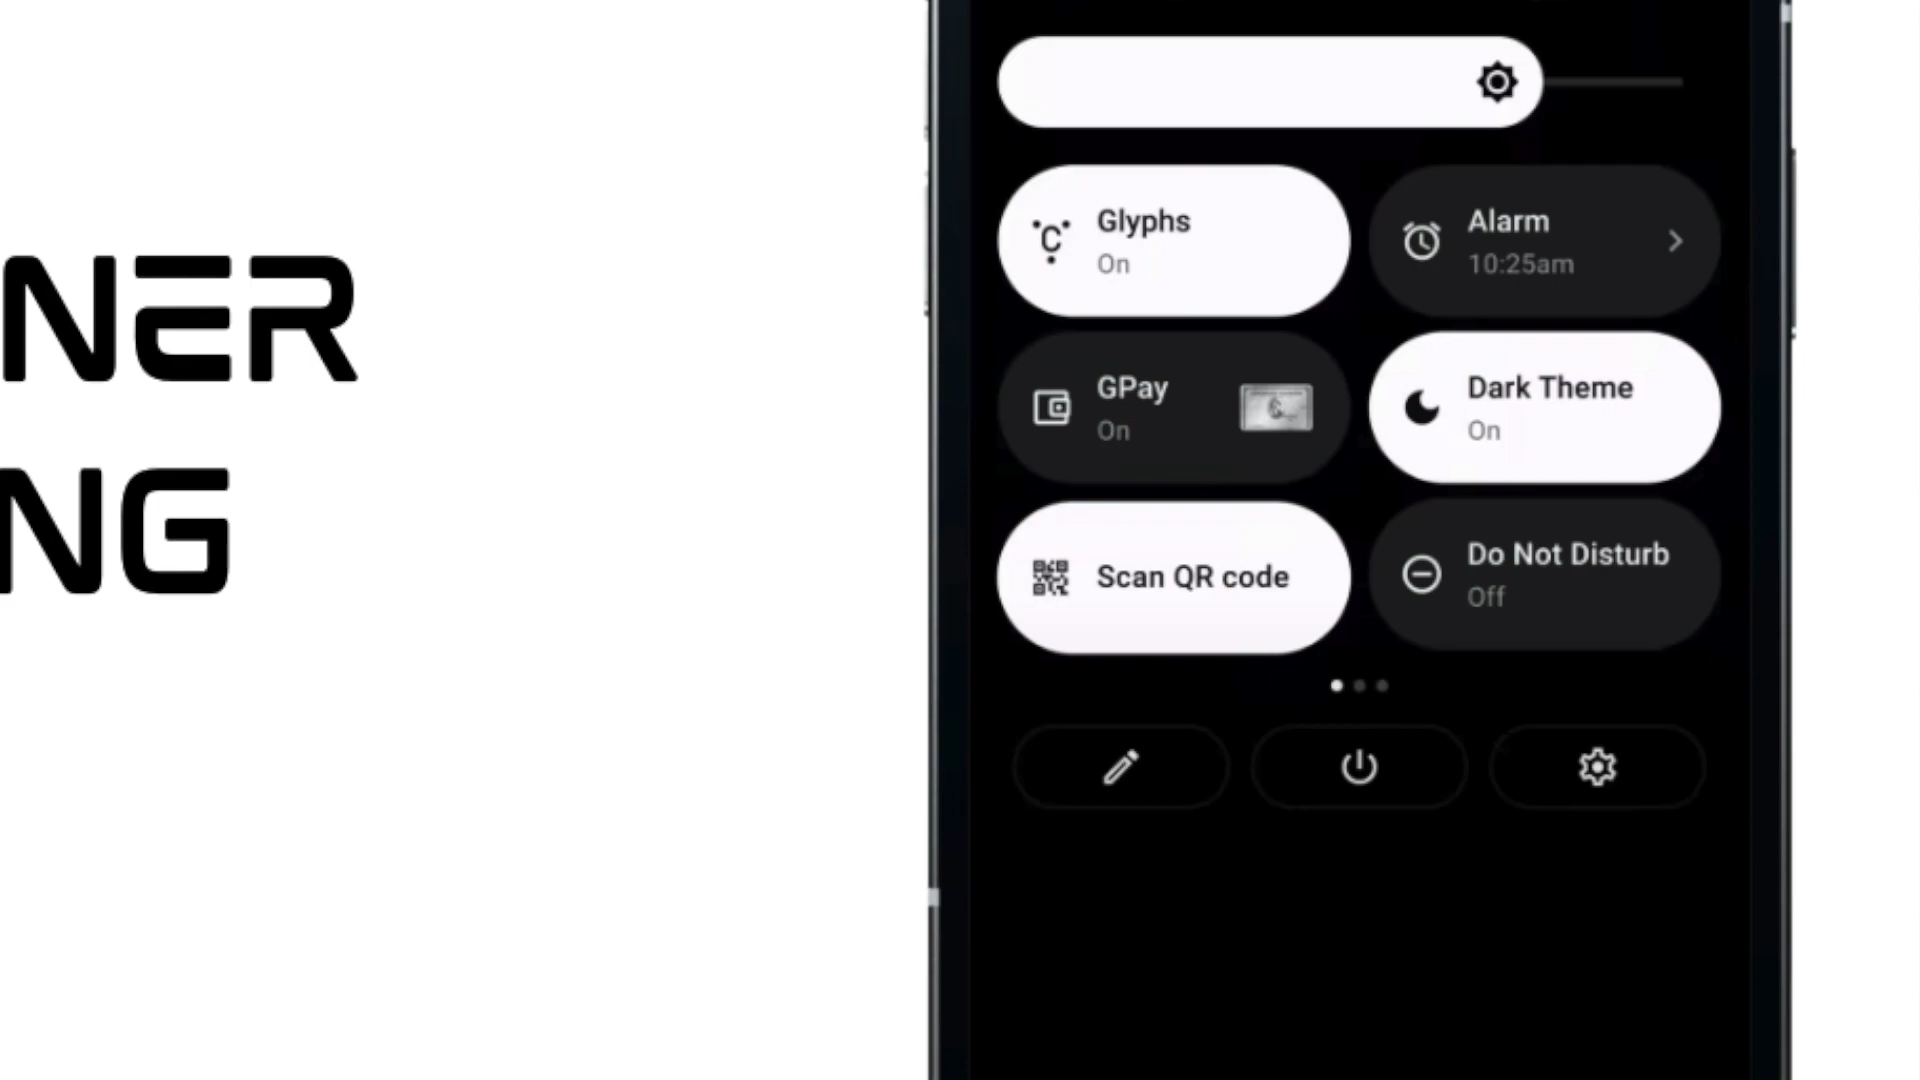 NER
NG
Glyphs
On
Alarm
10:25am
GPay
On
Dark Theme
On
Scan QR code
Do Not Disturb
Off